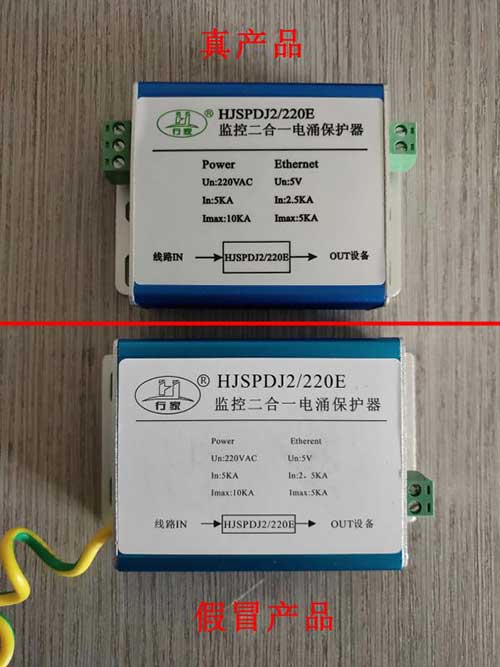 真产品
行家 ®
HJSPDJ2/220E
监控二合一电涌保护器
Power Ethernet
Un:220VAC Un:5V
In:5KA In:2.5KA
Imax:10KA Imax:5KA
线路IN HJSPDJ2/220E OUT设备
行家 ®
HJSPDJ2/220E
监控二合一电涌保护器
Power Etherent
Un:220VAC Un:5V
In:5KA In:2，5KA
Imax:10KA Imax:5KA
线路IN HJSPDJ2/220E OUT设备
假冒产品